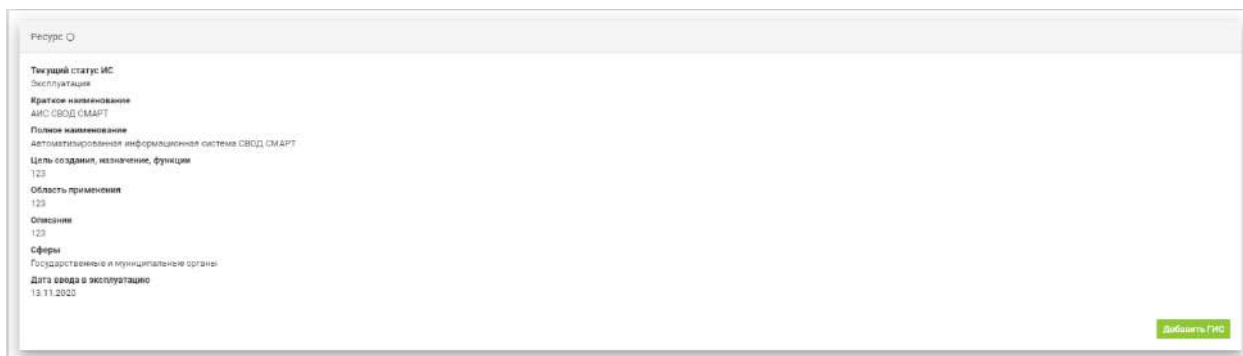 Ресурс
Текущий статус ИС
Эксплуатация
Краткое наименование
АИС СВОД СМАРТ
Полное наименование
Автоматизированная информационная система СВОД СМАРТ
Цель создания, назначение, функции
123
Область применения
123
Описание
123
Сферы
Государственные и муниципальные органы
Дата ввода в эксплуатацию
13.11.2020
Добавить ГИС